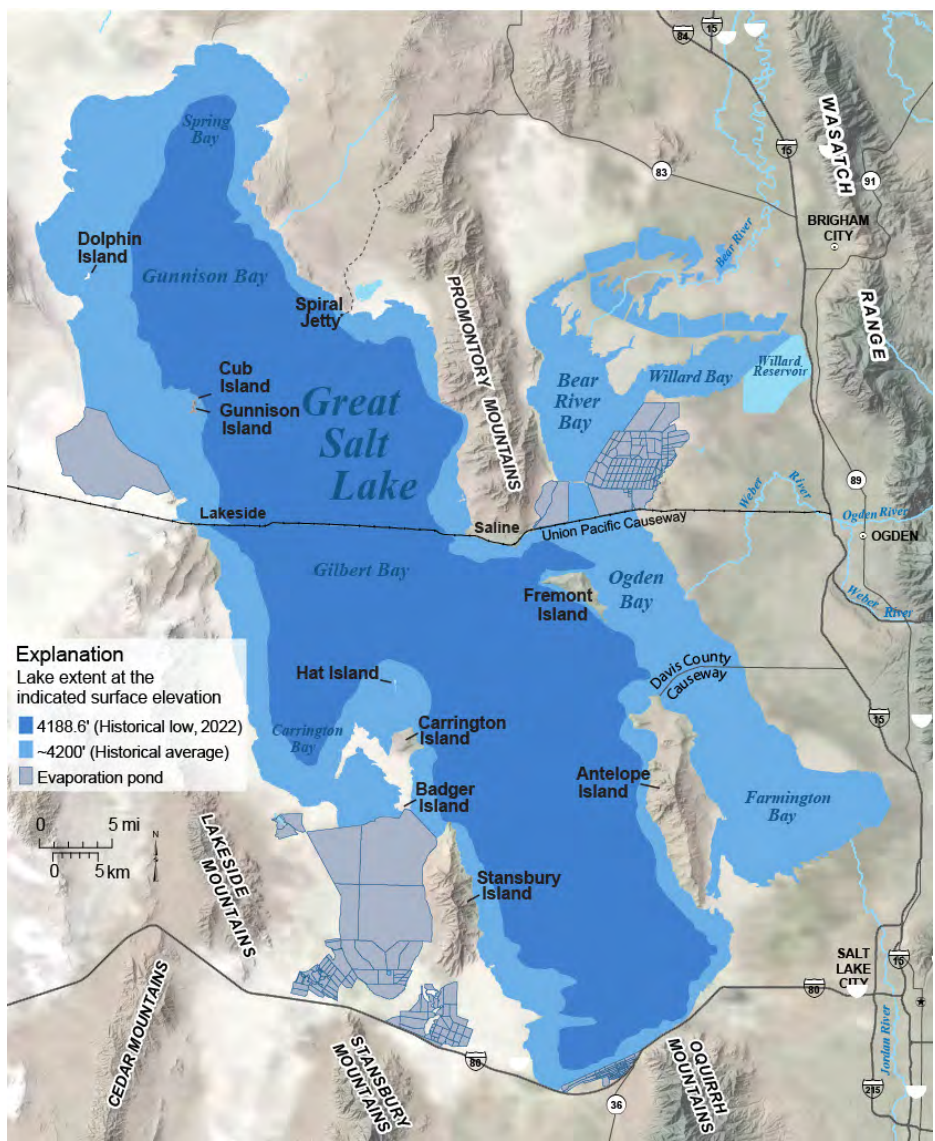 84
15
WASATCH
RANGE
Spring
Bay
15
83
91
BRIGHAM
CITY
Bear River
Dolphin
Island
Gunnison Bay
Spiral
Jetty
PROMONTORY MOUNTAINS
Cub
Island
Gunnison
Island
Great
Salt
Lake
Bear
River
Bay
Willard Bay
Willard
Reservoir
Lakeside
Saline
Union Pacific Causeway
Weber
River
89
Ogden River
OGDEN
Gilbert Bay
Fremont
Island
Ogden
Bay
Weber
River
Explanation
Lake extent at the
indicated surface elevation
4188.6' (Historical low, 2022)
~4200' (Historical average)
Evaporation pond
Hat Island
Davis County
Causeway
15
Carrington
Bay
Carrington
Island
Badger
Island
Antelope
Island
Farmington
Bay
0 5 mi
N
0 5 km
LAKESIDE
MOUNTAINS
Stansbury
Island
SALT
LAKE
CITY
15
80
CEDAR MOUNTAINS
STANSBURY
MOUNTAINS
80
36
OQUIRRH
MOUNTAINS
Jordan River
215